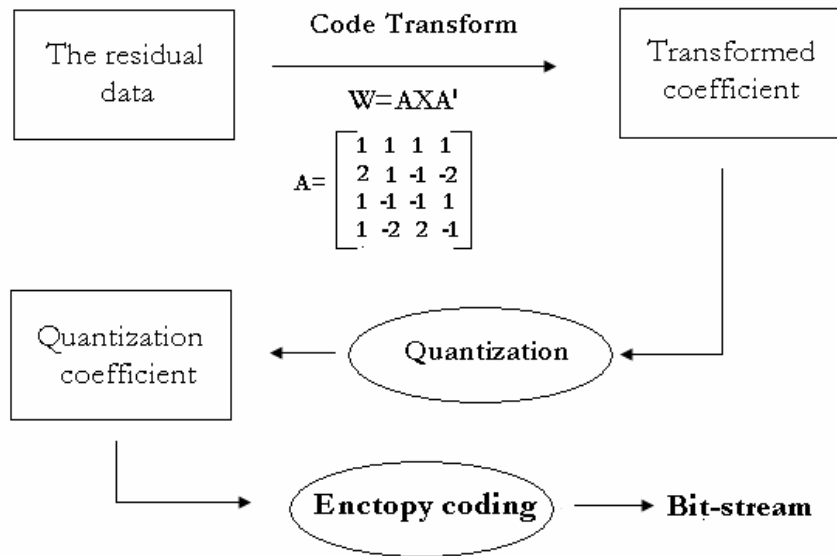 The residual
data
Code Transform
W=AXA'
A=
1 1 1 1
2 1 -1 -2
1 -1 -1 1
1 -2 2 -1
Transformed
coefficient
Quantization
Quantization
coefficient
Enctopy coding
Bit-stream